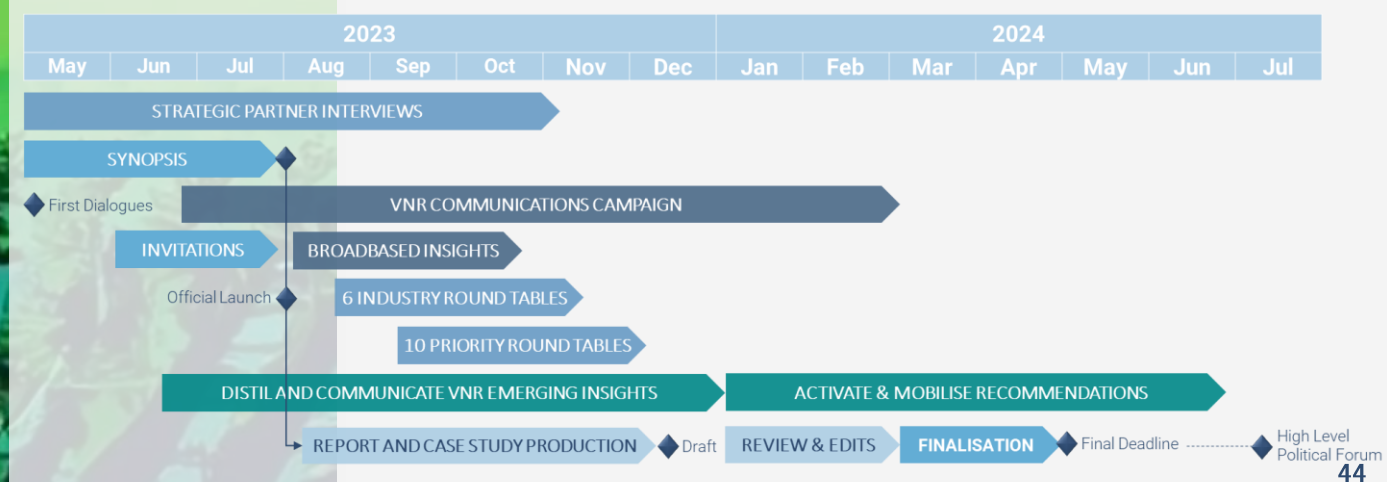 2023
2024
May
Jun
Jul
Aug
Sep
Oct
Nov
Dec
Jan
Feb
Mar
Apr
May
Jun
Jul
STRATEGIC PARTNER INTERVIEWS
SYNOPSIS
First Dialogues
VNR COMMUNICATIONS CAMPAIGN
INVITATIONS
BROADBASED INSIGHTS
Official Launch
6 INDUSTRY ROUND TABLES
10 PRIORITY ROUND TABLES
DISTIL AND COMMUNICATE VNR EMERGING INSIGHTS
ACTIVATE & MOBILISE RECOMMENDATIONS
REPORT AND CASE STUDY PRODUCTION
Draft
REVIEW & EDITS
FINALISATION
Final Deadline
High Level
Political Forum
44